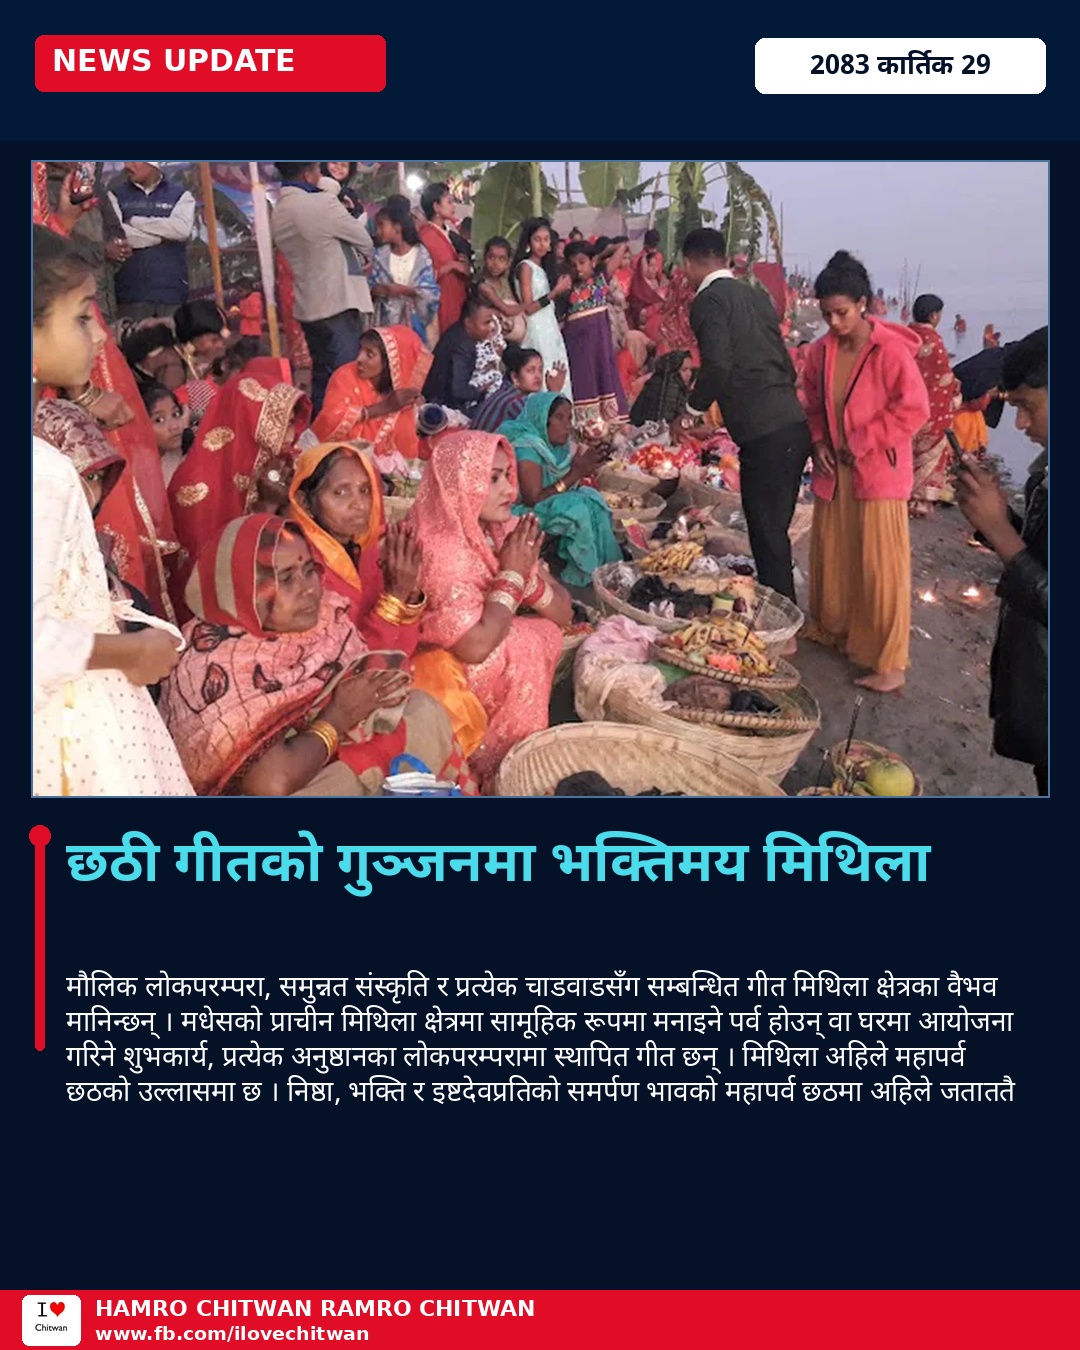 NEWS UPDATE
2083 कार्तिक 29
छठी गीतको गुञ्जनमा भक्तिमय मिथिला
मौलिक लोकपरम्परा, समुन्नत संस्कृति र प्रत्येक चाडवाडसँग सम्बन्धित गीत मिथिला क्षेत्रका वैभव
मानिन्छन् । मधेसको प्राचीन मिथिला क्षेत्रमा सामूहिक रूपमा मनाइने पर्व होउन् वा घरमा आयोजना
गरिने शुभकार्य, प्रत्येक अनुष्ठानका लोकपरम्परामा स्थापित गीत छन् । मिथिला अहिले महापर्व
छठको उल्लासमा छ । निष्ठा, भक्ति र इष्टदेवप्रतिको समर्पण भावको महापर्व छठमा अहिले जताततै
I❤
Chitwan
HAMRO CHITWAN RAMRO CHITWAN
www.fb.com/ilovechitwan